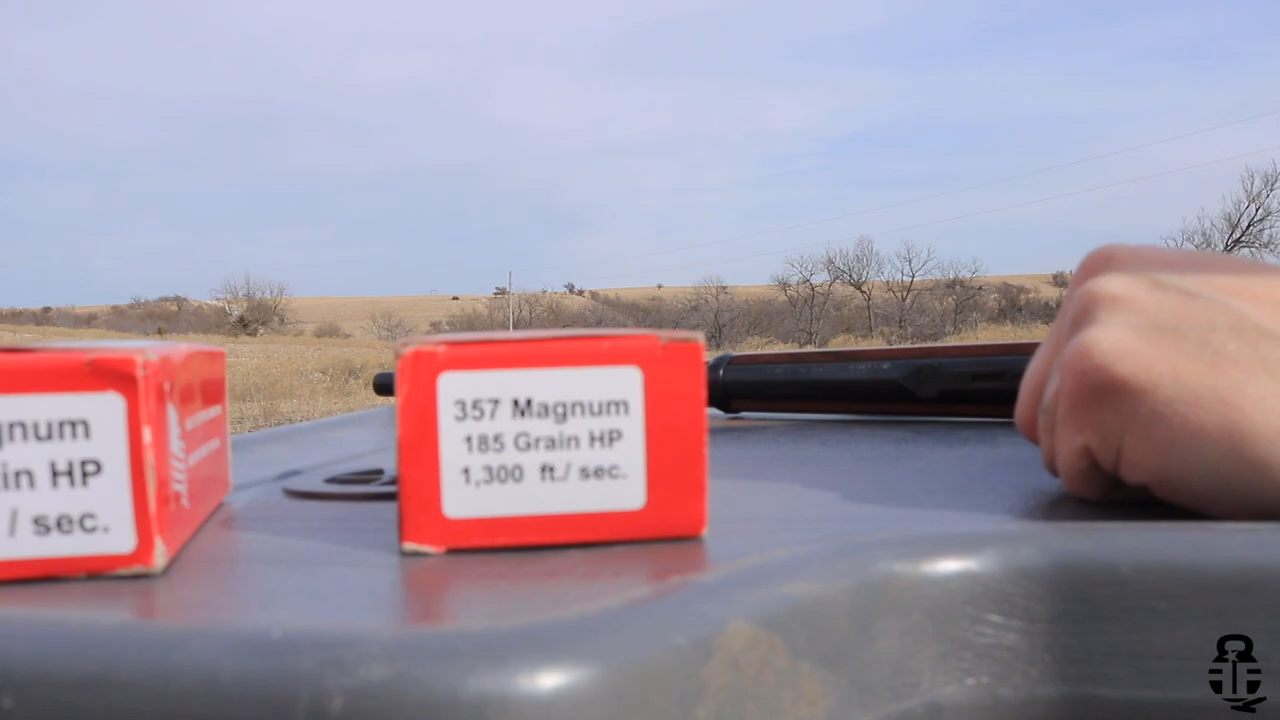 gnum
in HP
/ sec.
357 Magnum
185 Grain HP
1,300 ft./ sec.